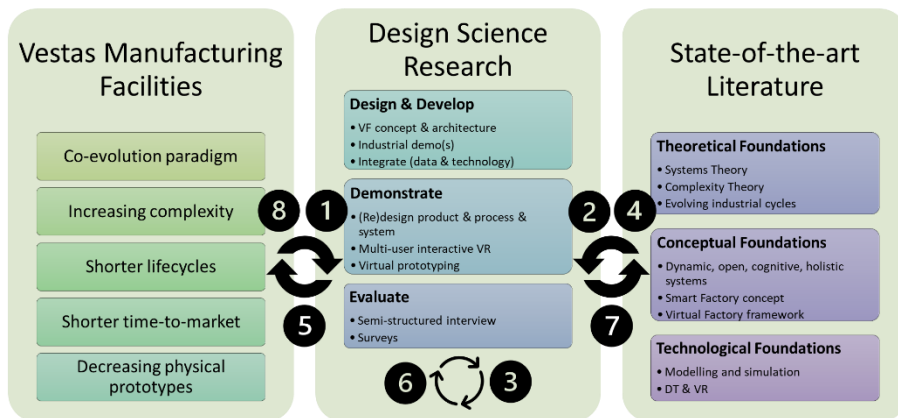 Vestas Manufacturing
Facilities
Co-evolution paradigm
Increasing complexity
Shorter lifecycles
Shorter time-to-market
Decreasing physical
prototypes
8
1
5
Design Science
Research
Design & Develop
• VF concept & architecture
• Industrial demo(s)
• Integrate (data & technology)
Demonstrate
• (Re)design product & process &
system
• Multi-user interactive VR
• Virtual prototyping
Evaluate
• Semi-structured interview
• Surveys
6
3
2
4
7
State-of-the-art
Literature
Theoretical Foundations
• Systems Theory
• Complexity Theory
• Evolving industrial cycles
Conceptual Foundations
• Dynamic, open, cognitive, holistic
systems
• Smart Factory concept
• Virtual Factory framework
Technological Foundations
• Modelling and simulation
• DT & VR